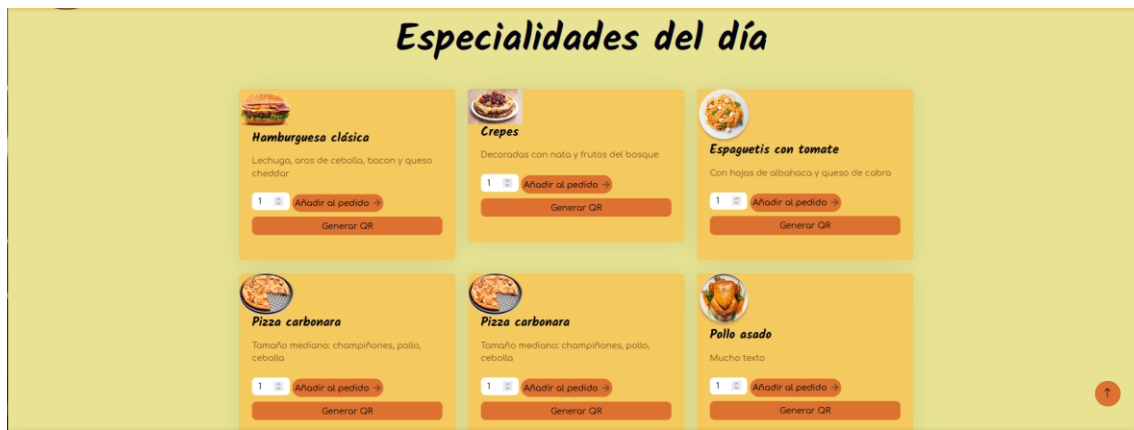 Especialidades del día
Hamburguesa clásica
Lechuga, aros de cebolla, bacon y queso
cheddar
1
Añadir al pedido →
Generar QR
Crepes
Decoradas con nata y frutos del bosque
1
Añadir al pedido →
Generar QR
Espaguetis con tomate
Con hojas de albahaca y queso de cabra
1
Añadir al pedido →
Generar QR
Pizza carbonara
Tamaño mediano: champiñones, pollo,
cebolla
1
Añadir al pedido →
Generar QR
Pizza carbonara
Tamaño mediano: champiñones, pollo,
cebolla
1
Añadir al pedido →
Generar QR
Pollo asado
Mucho texto
1
Añadir al pedido →
Generar QR
↑